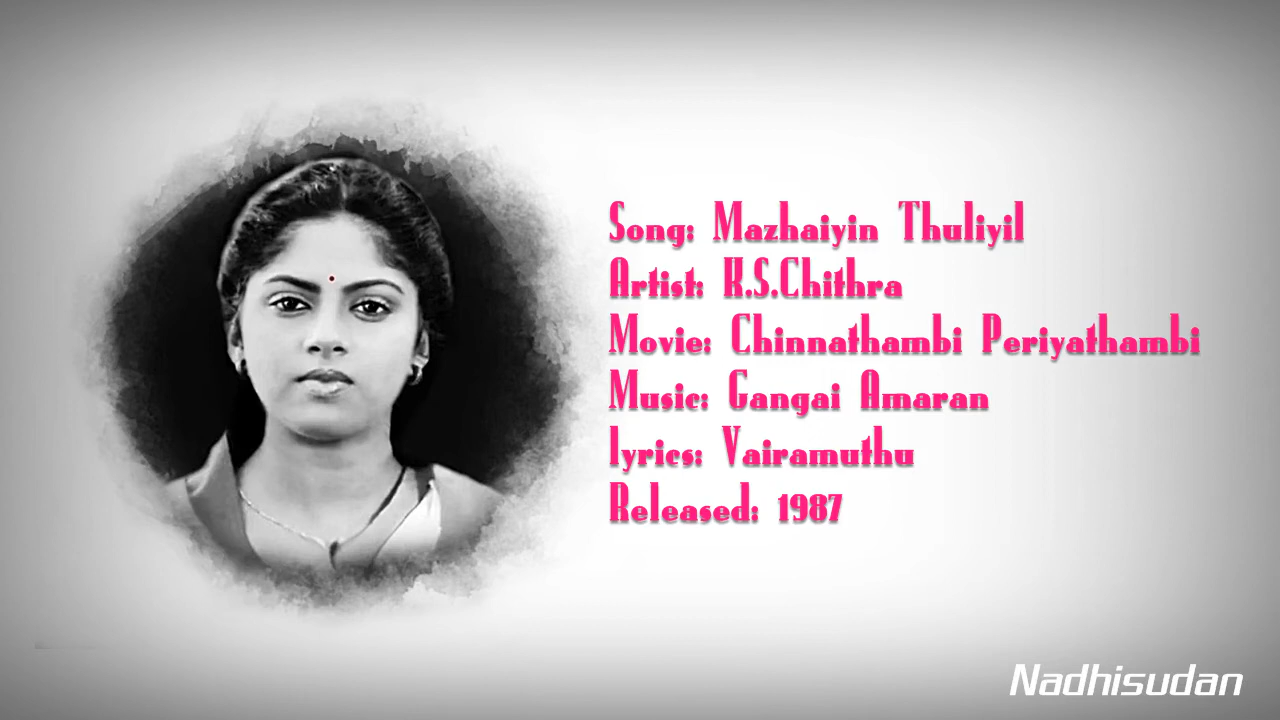 Song: Mazhaiyin Thuliyil
Artist: K.S.Chithra
Movie: Chinnathambi Periyathambi
Music: Gangai Amaran
lyrics: Vairamuthu
Released: 1987
Nadhisudan